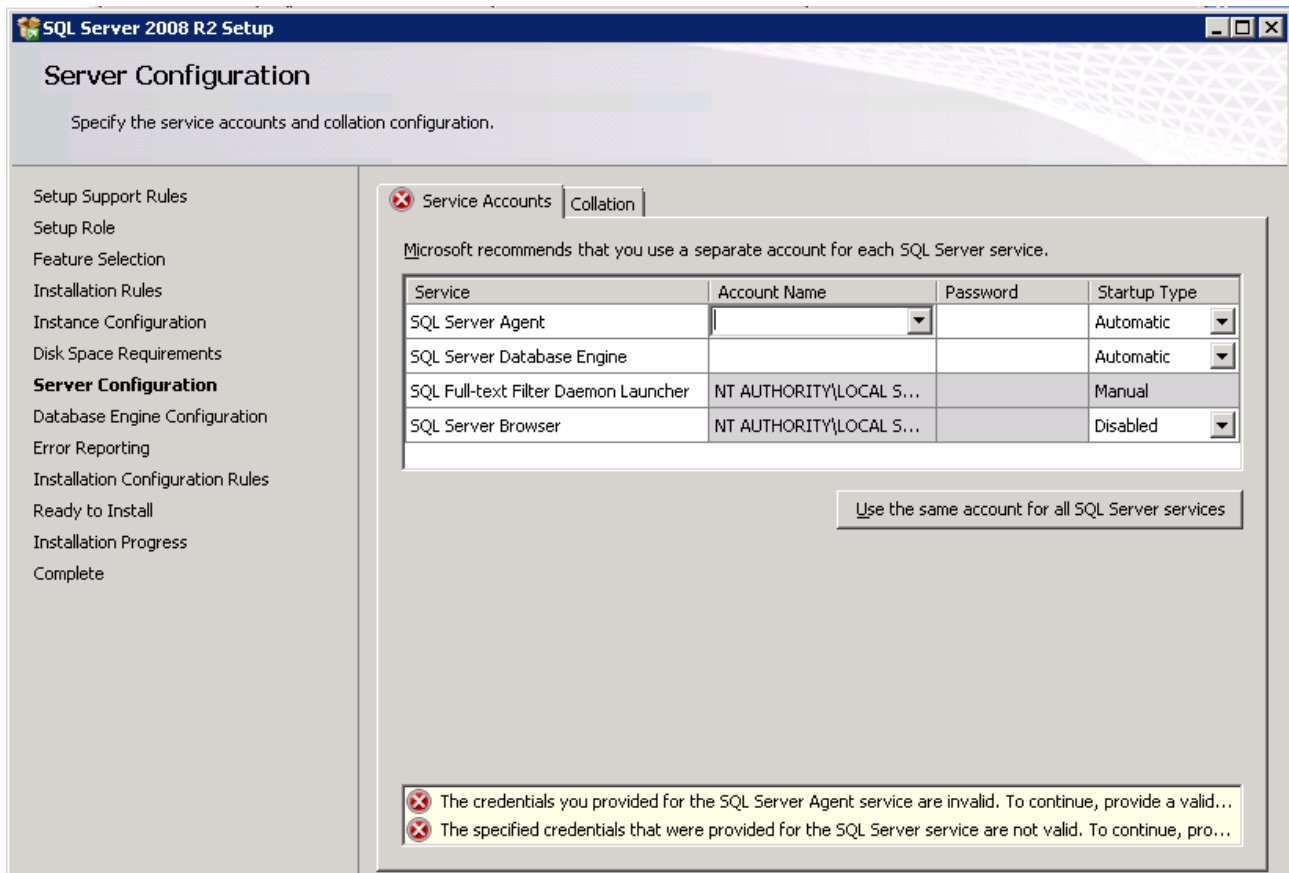 SQL Server 2008 R2 Setup
Server Configuration
Specify the service accounts and collation configuration.
Setup Support Rules
Setup Role
Feature Selection
Installation Rules
Instance Configuration
Disk Space Requirements
Server Configuration
Database Engine Configuration
Error Reporting
Installation Configuration Rules
Ready to Install
Installation Progress
Complete
Service Accounts Collation
Microsoft recommends that you use a separate account for each SQL Server service.
Service Account Name Password Startup Type
SQL Server Agent Automatic
SQL Server Database Engine Automatic
SQL Full-text Filter Daemon Launcher NT AUTHORITY\LOCAL S... Manual
SQL Server Browser NT AUTHORITY\LOCAL S... Disabled
Use the same account for all SQL Server services
The credentials you provided for the SQL Server Agent service are invalid. To continue, provide a valid...
The specified credentials that were provided for the SQL Server service are not valid. To continue, pro...